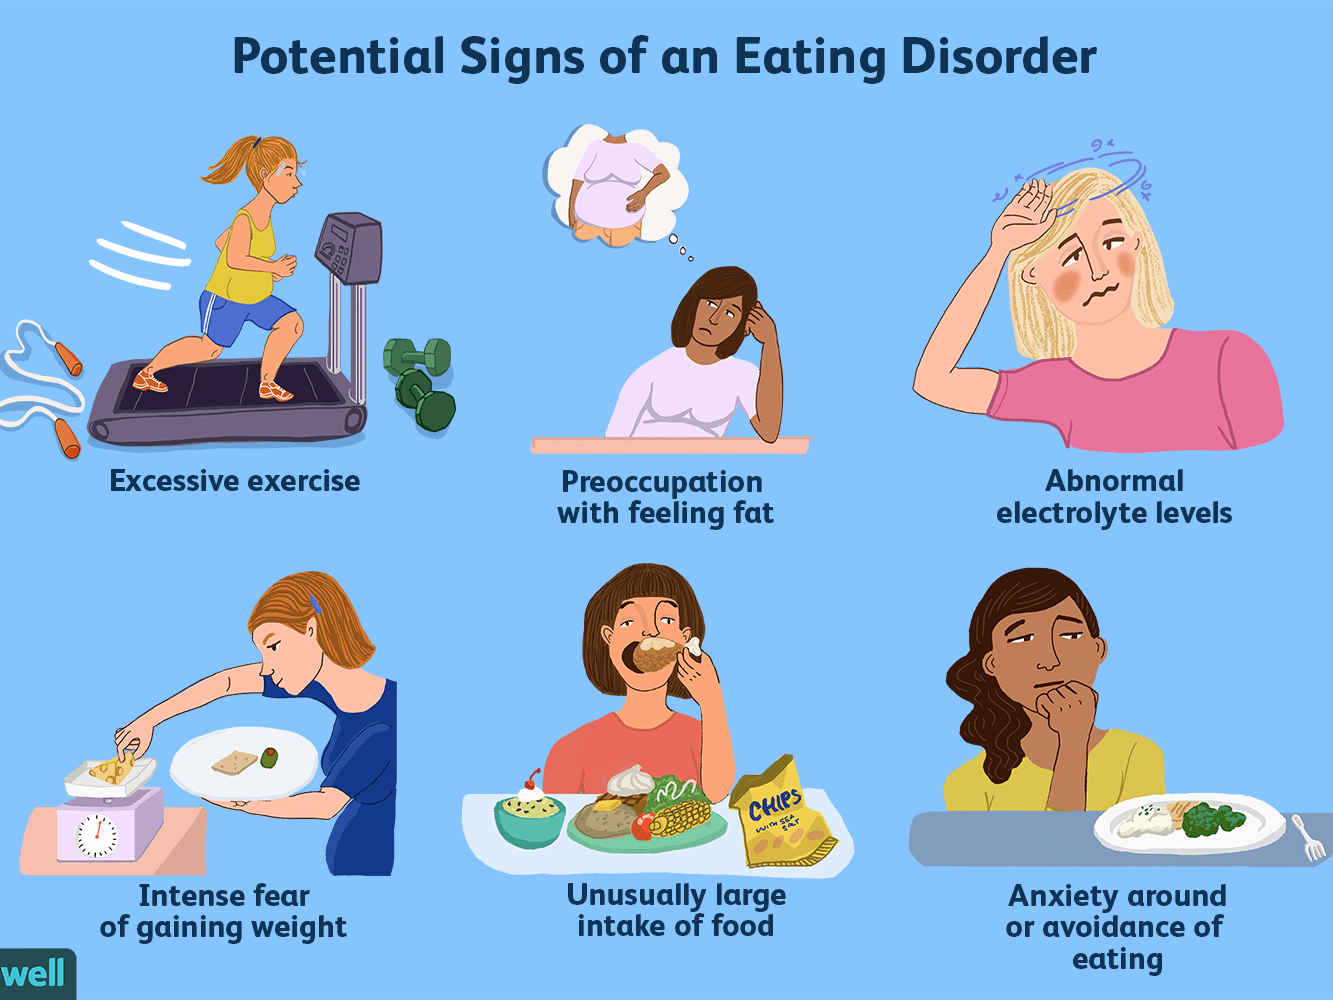 Potential Signs of an Eating Disorder
Excessive exercise
Preoccupation
with feeling fat
Abnormal
electrolyte levels
CHIPS
WITH SEA
SALT
Intense fear
of gaining weight
Unusually large
intake of food
Anxiety around
or avoidance of
eating
well